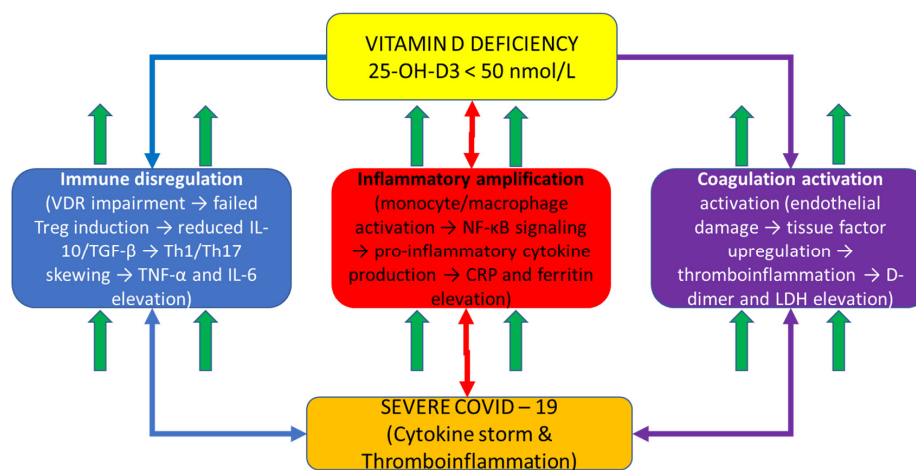 VITAMIN D DEFICIENCY
25-OH-D3 < 50 nmol/L
Immune disregulation
(VDR impairment → failed
Treg induction → reduced IL-
10/TGF-β → Th1/Th17
skewing → TNF-α and IL-6
elevation)
Inflammatory amplification
(monocyte/macrophage
activation → NF-κB signaling
→ pro-inflammatory cytokine
production → CRP and ferritin
elevation)
Coagulation activation
activation (endothelial
damage → tissue factor
upregulation →
thromboinflammation → D-
dimer and LDH elevation)
SEVERE COVID – 19
(Cytokine storm &
Thromboinflammation)